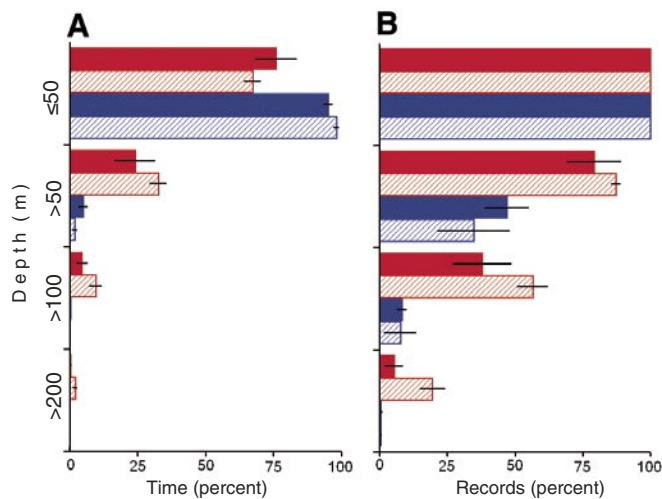 A
B
Depth (m)
≤50
>50
>100
>200
0 25 50 75 100
0 25 50 75 100
Time (percent)
Records (percent)